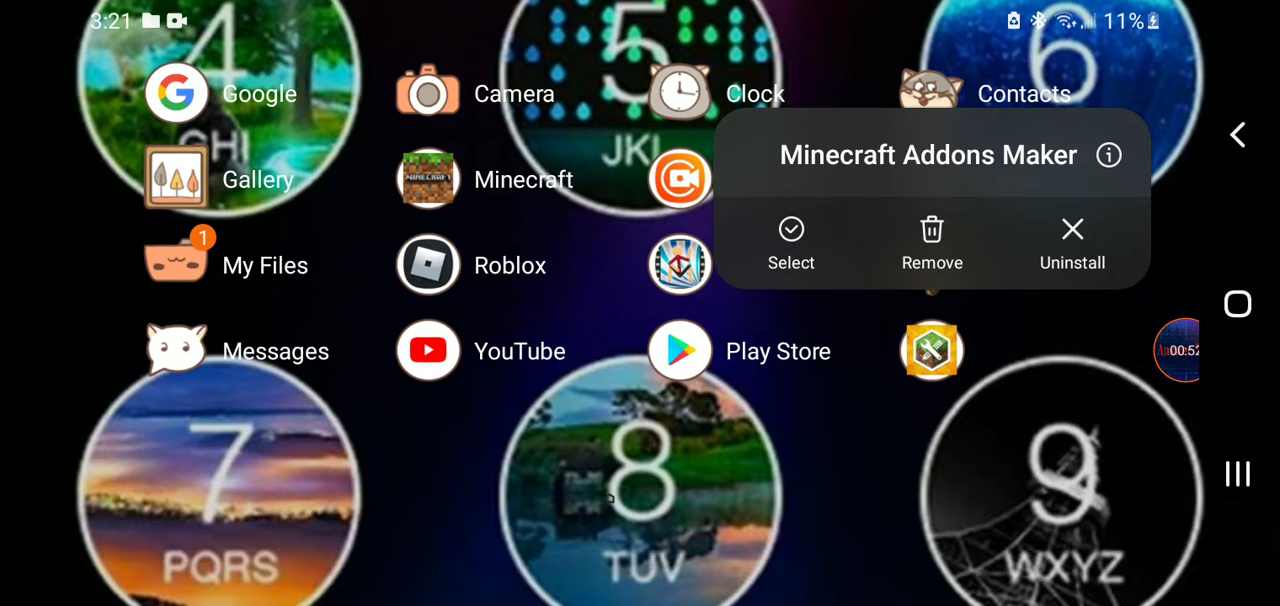 3:21
11%
4
GHI
5
JKL
6
Google
Camera
Clock
Contacts
Gallery
MINECRAFT
Minecraft
Minecraft Addons Maker
1
My Files
Roblox
Select
Remove
Uninstall
Messages
YouTube
Play Store
00:52
7
PQRS
8
TUV
9
WXYZ